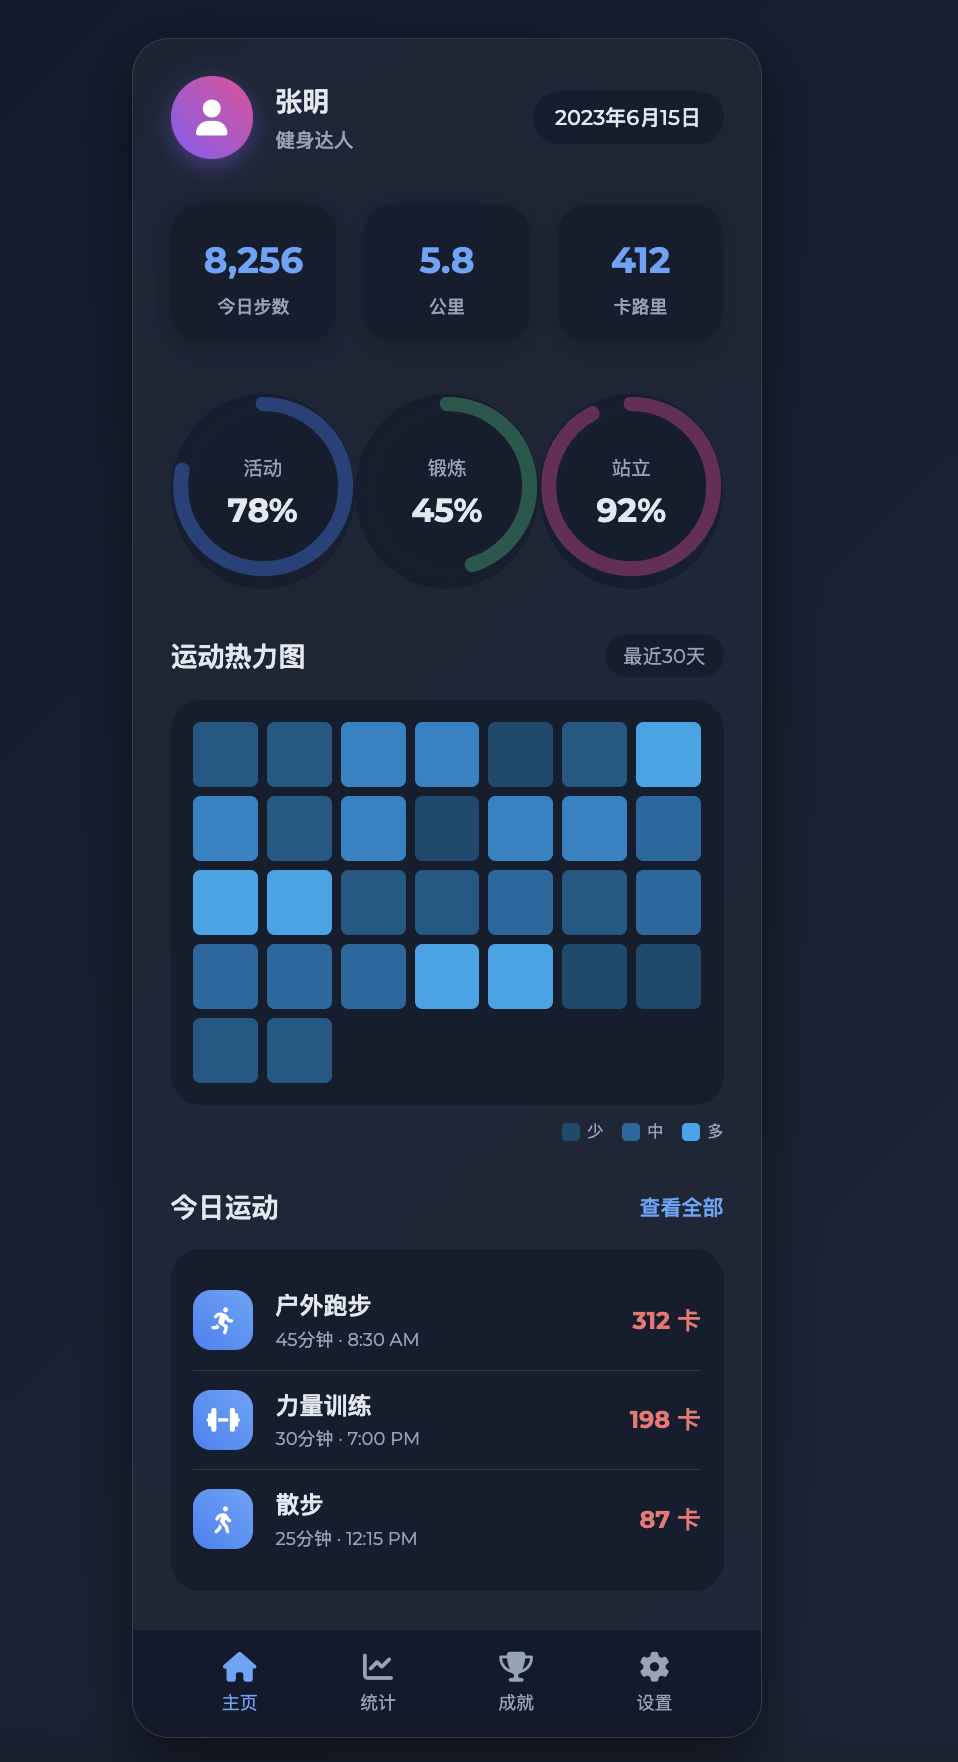 张明
健身达人
2023年6月15日
8,256
今日步数
5.8
公里
412
卡路里
活动
78%
锻炼
45%
站立
92%
运动热力图
最近30天
少
中
多
今日运动
查看全部
户外跑步
45分钟 · 8:30 AM
312 卡
力量训练
30分钟 · 7:00 PM
198 卡
散步
25分钟 · 12:15 PM
87 卡
主页
统计
成就
设置